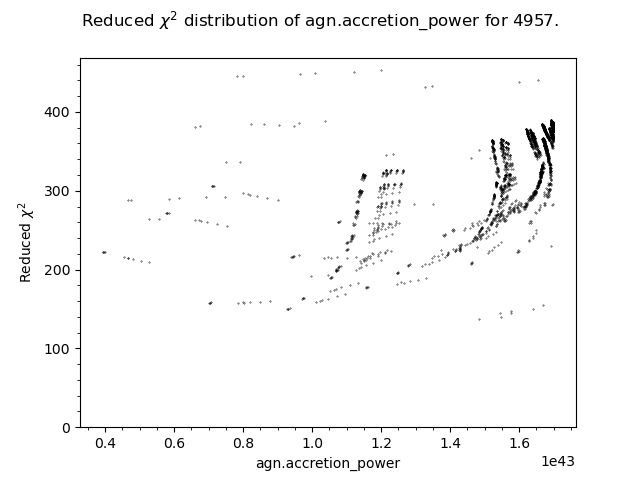 Reduced χ² distribution of agn.accretion_power for 4957.
Reduced χ²
400
300
200
100
0
0.4 0.6 0.8 1.0 1.2 1.4 1.6
1e43
agn.accretion_power